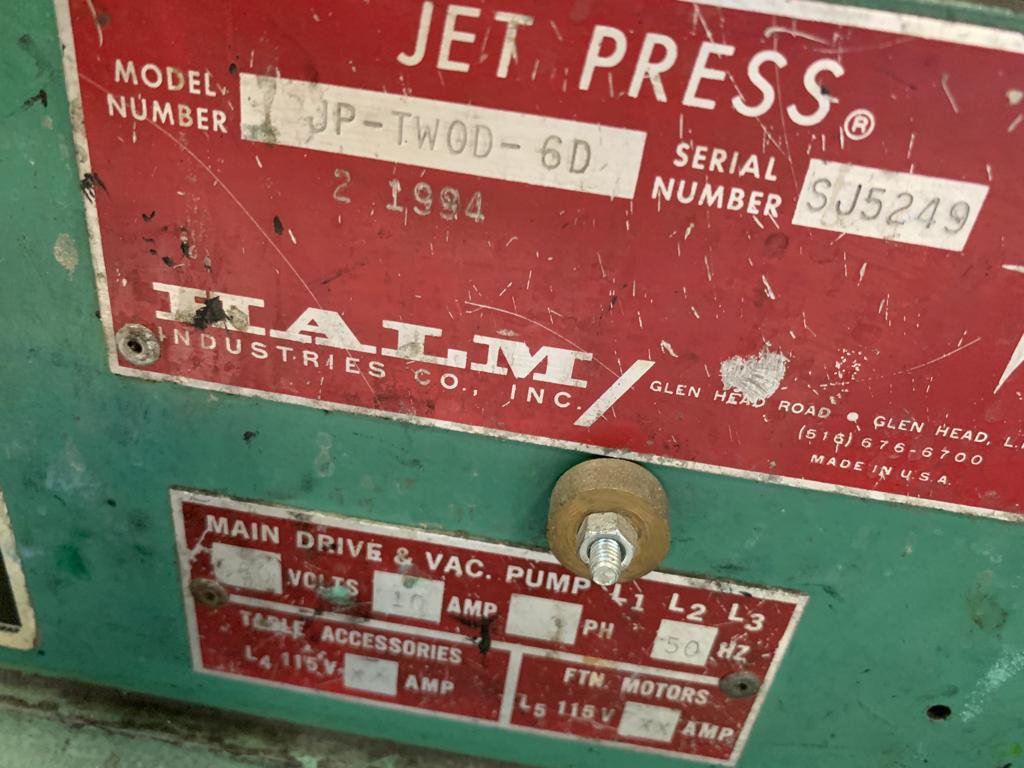 JET PRESS®
MODEL NUMBER JP-TWOD-6D
SERIAL NUMBER SJ5249
2 1994
HALM
INDUSTRIES CO., INC.
GLEN HEAD ROAD • GLEN HEAD, L.
(516) 676-6700
MADE IN U.S.A.
MAIN DRIVE & VAC. PUMP L1 L2 L3
VOLTS 10 AMP PH 50 HZ
TABLE ACCESSORIES
L4 115V XX AMP
FTN. MOTORS
L5 115V XX AMP